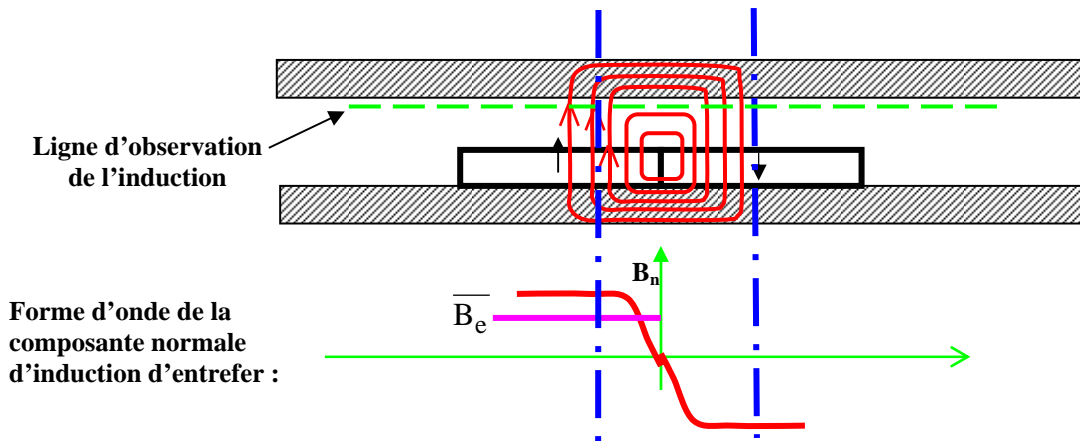 Ligne d'observation
de l'induction
Bn
Be
Forme d'onde de la
composante normale
d'induction d'entrefer :